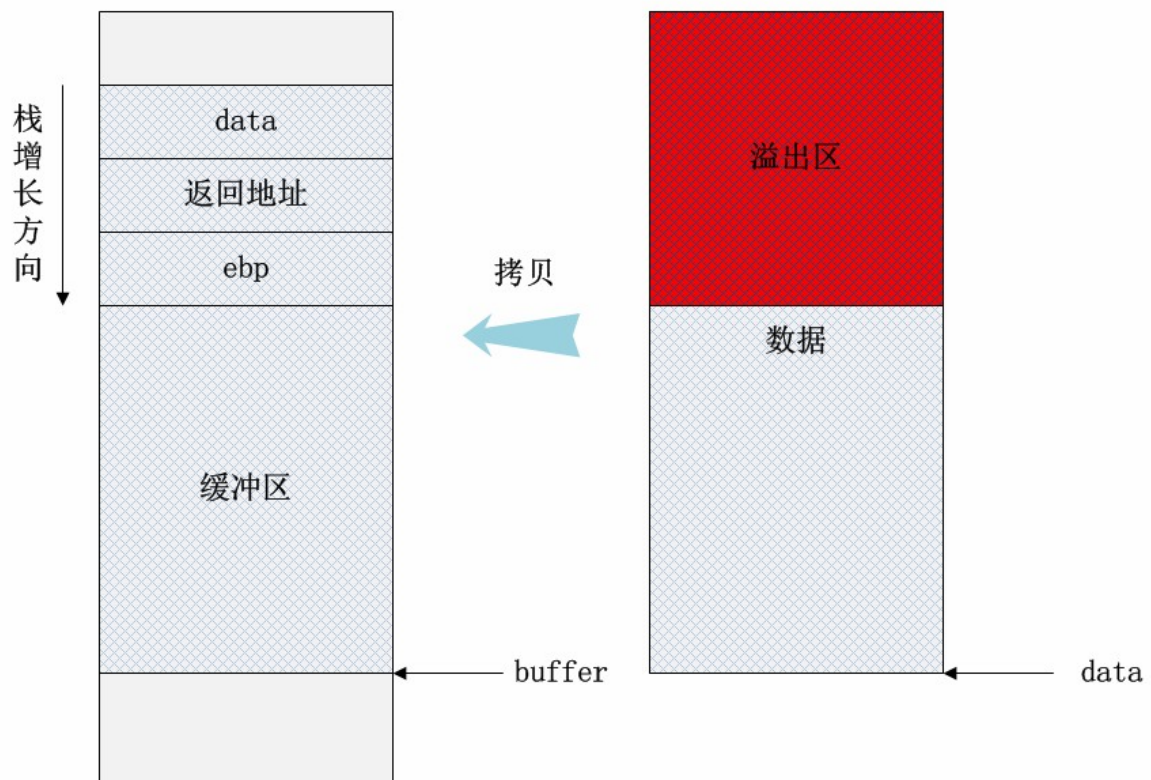 栈增长方向
data
返回地址
ebp
缓冲区
buffer
拷贝
溢出区
数据
data